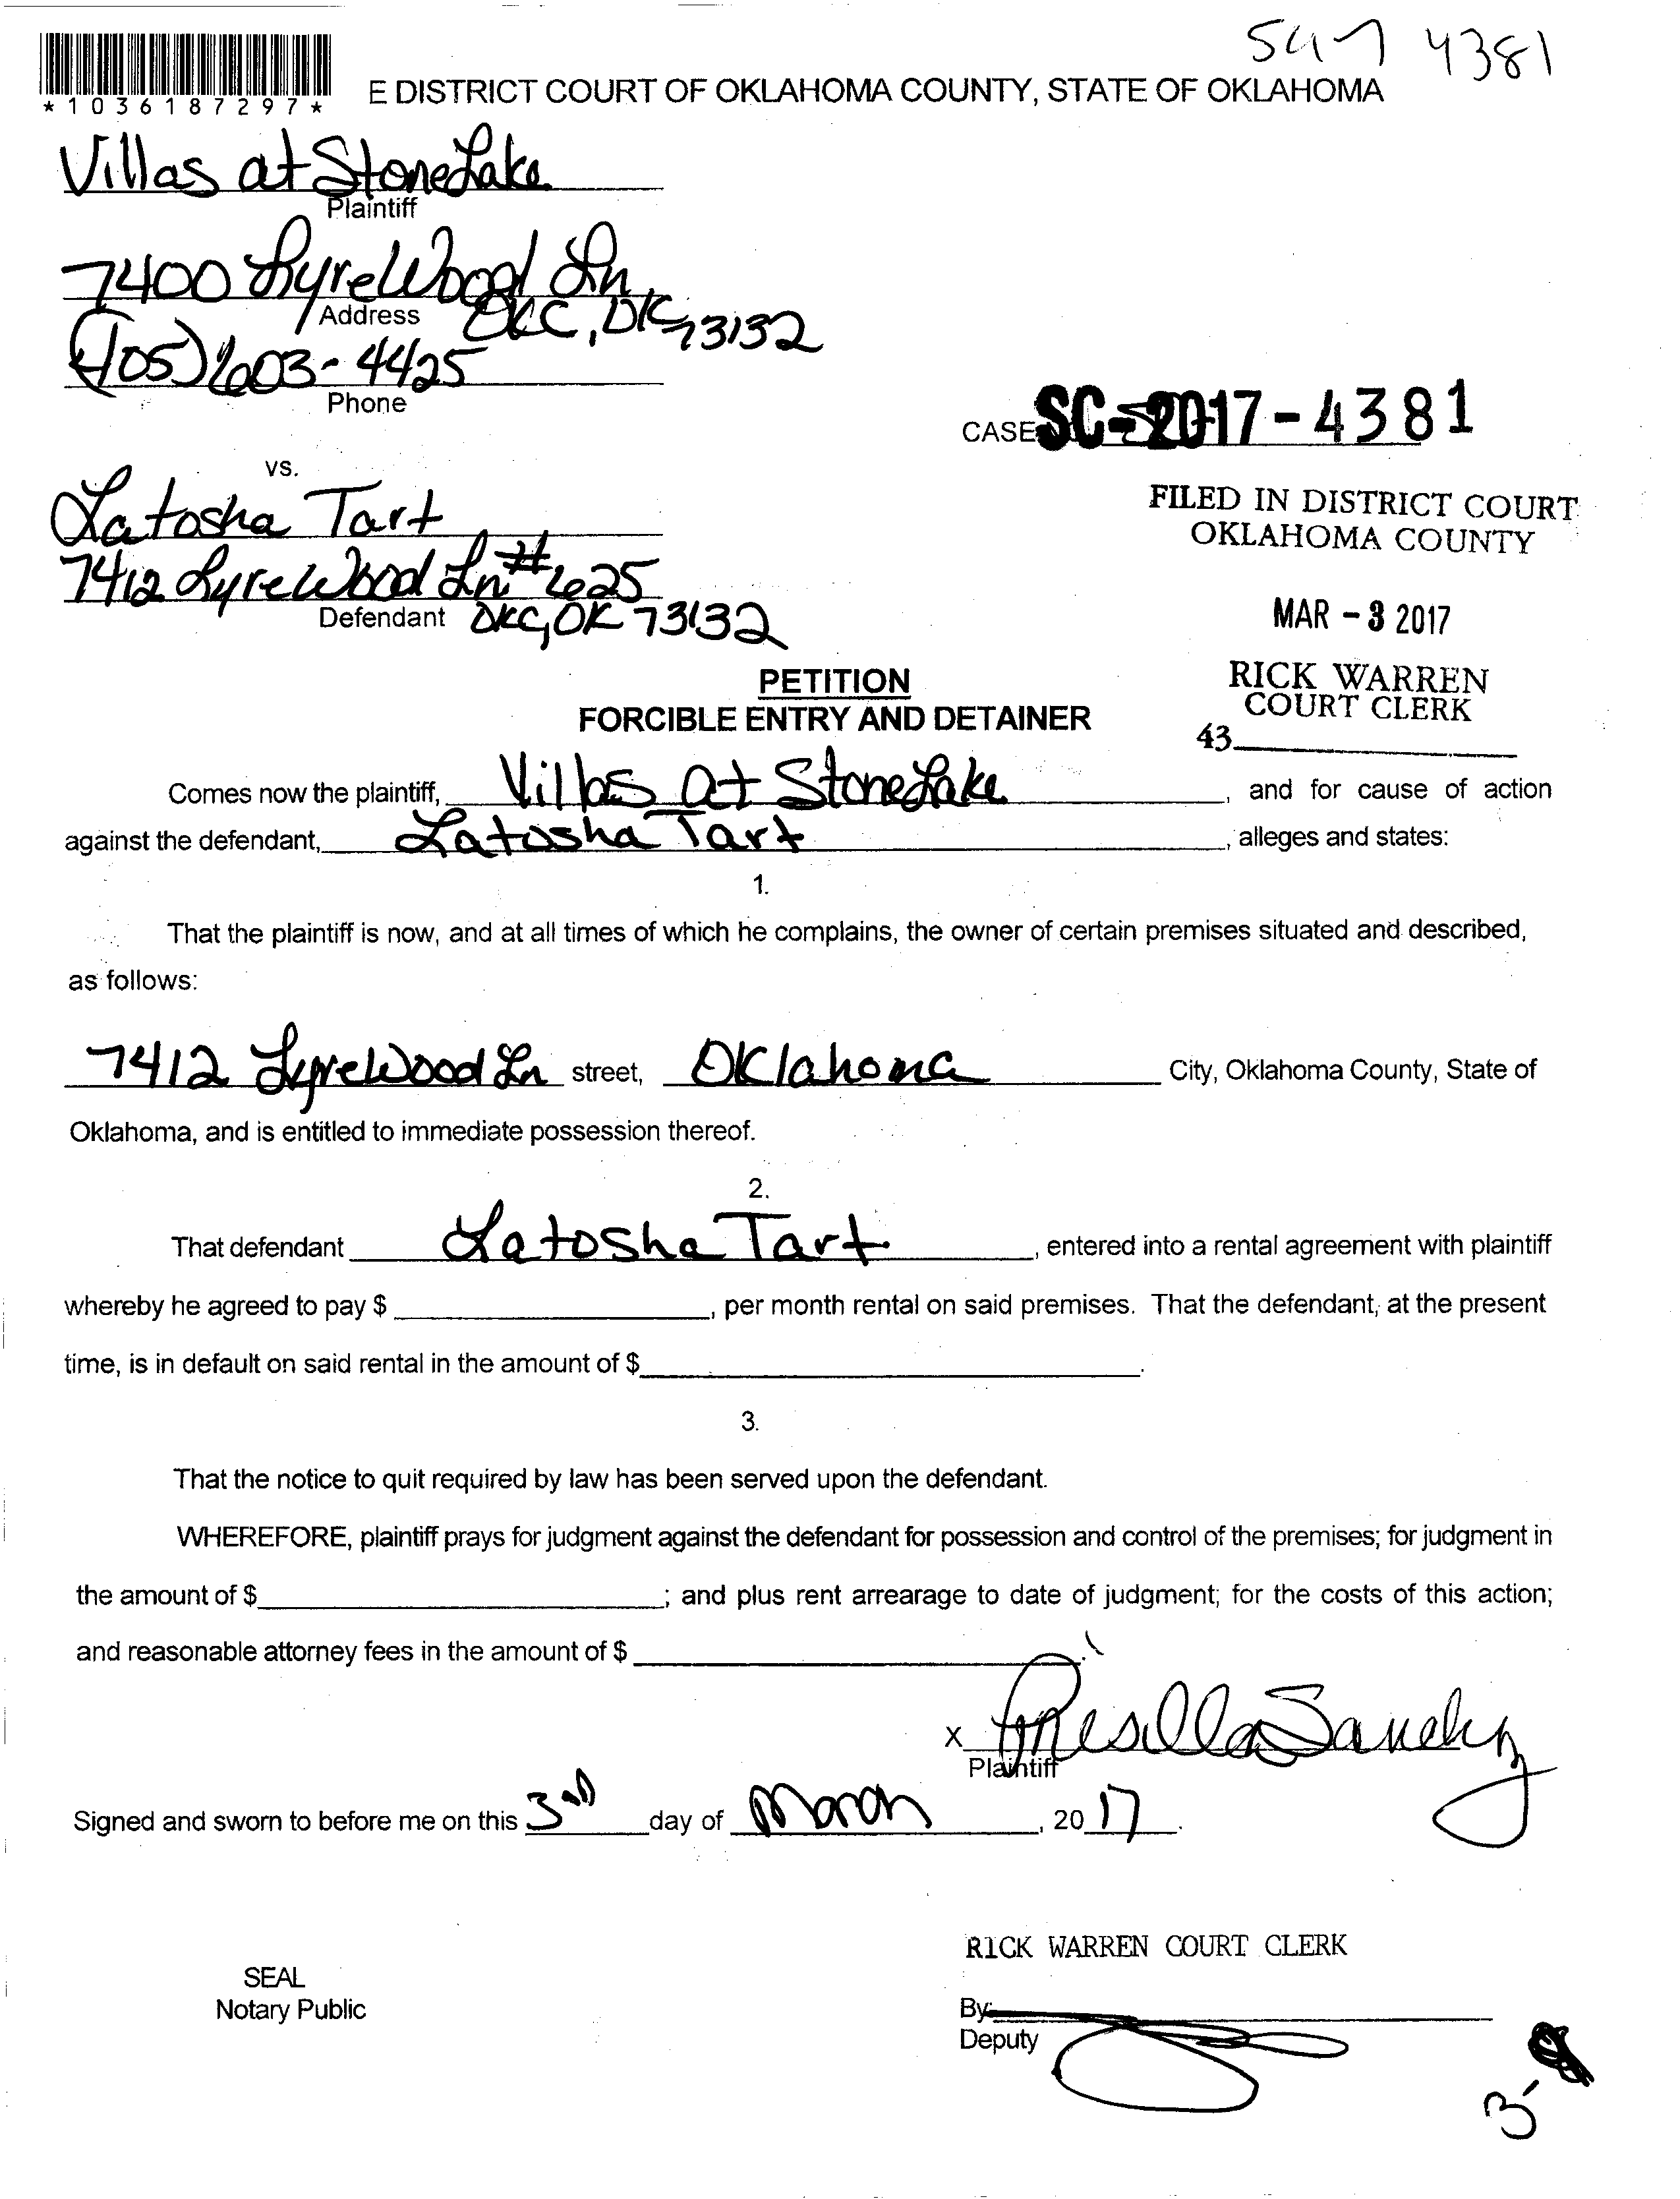 4381
*1036187297*
E DISTRICT COURT OF OKLAHOMA COUNTY, STATE OF OKLAHOMA
Villas at StoneLake
Plaintiff
7400 LyreWood Ln
Address OKC, OK 73132
(405) 603-4425
Phone
CASE SC-2017-4381
vs.
Latosha Tart
7412 LyreWood Ln #625
Defendant OKC, OK 73132
FILED IN DISTRICT COURT
OKLAHOMA COUNTY
MAR - 3 2017
RICK WARREN
COURT CLERK
43
PETITION
FORCIBLE ENTRY AND DETAINER
Comes now the plaintiff, Villas at StoneLake, and for cause of action
against the defendant, Latosha Tart, alleges and states:
1.
That the plaintiff is now, and at all times of which he complains, the owner of certain premises situated and described,
as follows:
7412 LyreWood Ln street, Oklahoma City, Oklahoma County, State of
Oklahoma, and is entitled to immediate possession thereof.
2.
That defendant Latosha Tart, entered into a rental agreement with plaintiff
whereby he agreed to pay $ , per month rental on said premises. That the defendant, at the present
time, is in default on said rental in the amount of $ .
3.
That the notice to quit required by law has been served upon the defendant.
WHEREFORE, plaintiff prays for judgment against the defendant for possession and control of the premises; for judgment in
the amount of $ ; and plus rent arrearage to date of judgment; for the costs of this action;
and reasonable attorney fees in the amount of $ .
X Prisilla Sanchez
Plaintiff
Signed and sworn to before me on this 3rd day of March, 2017.
RICK WARREN COURT CLERK
SEAL
Notary Public
By:
Deputy